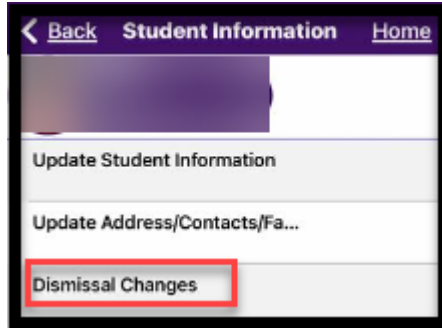 Back Student Information Home
Update Student Information
Update Address/Contacts/Fa...
Dismissal Changes